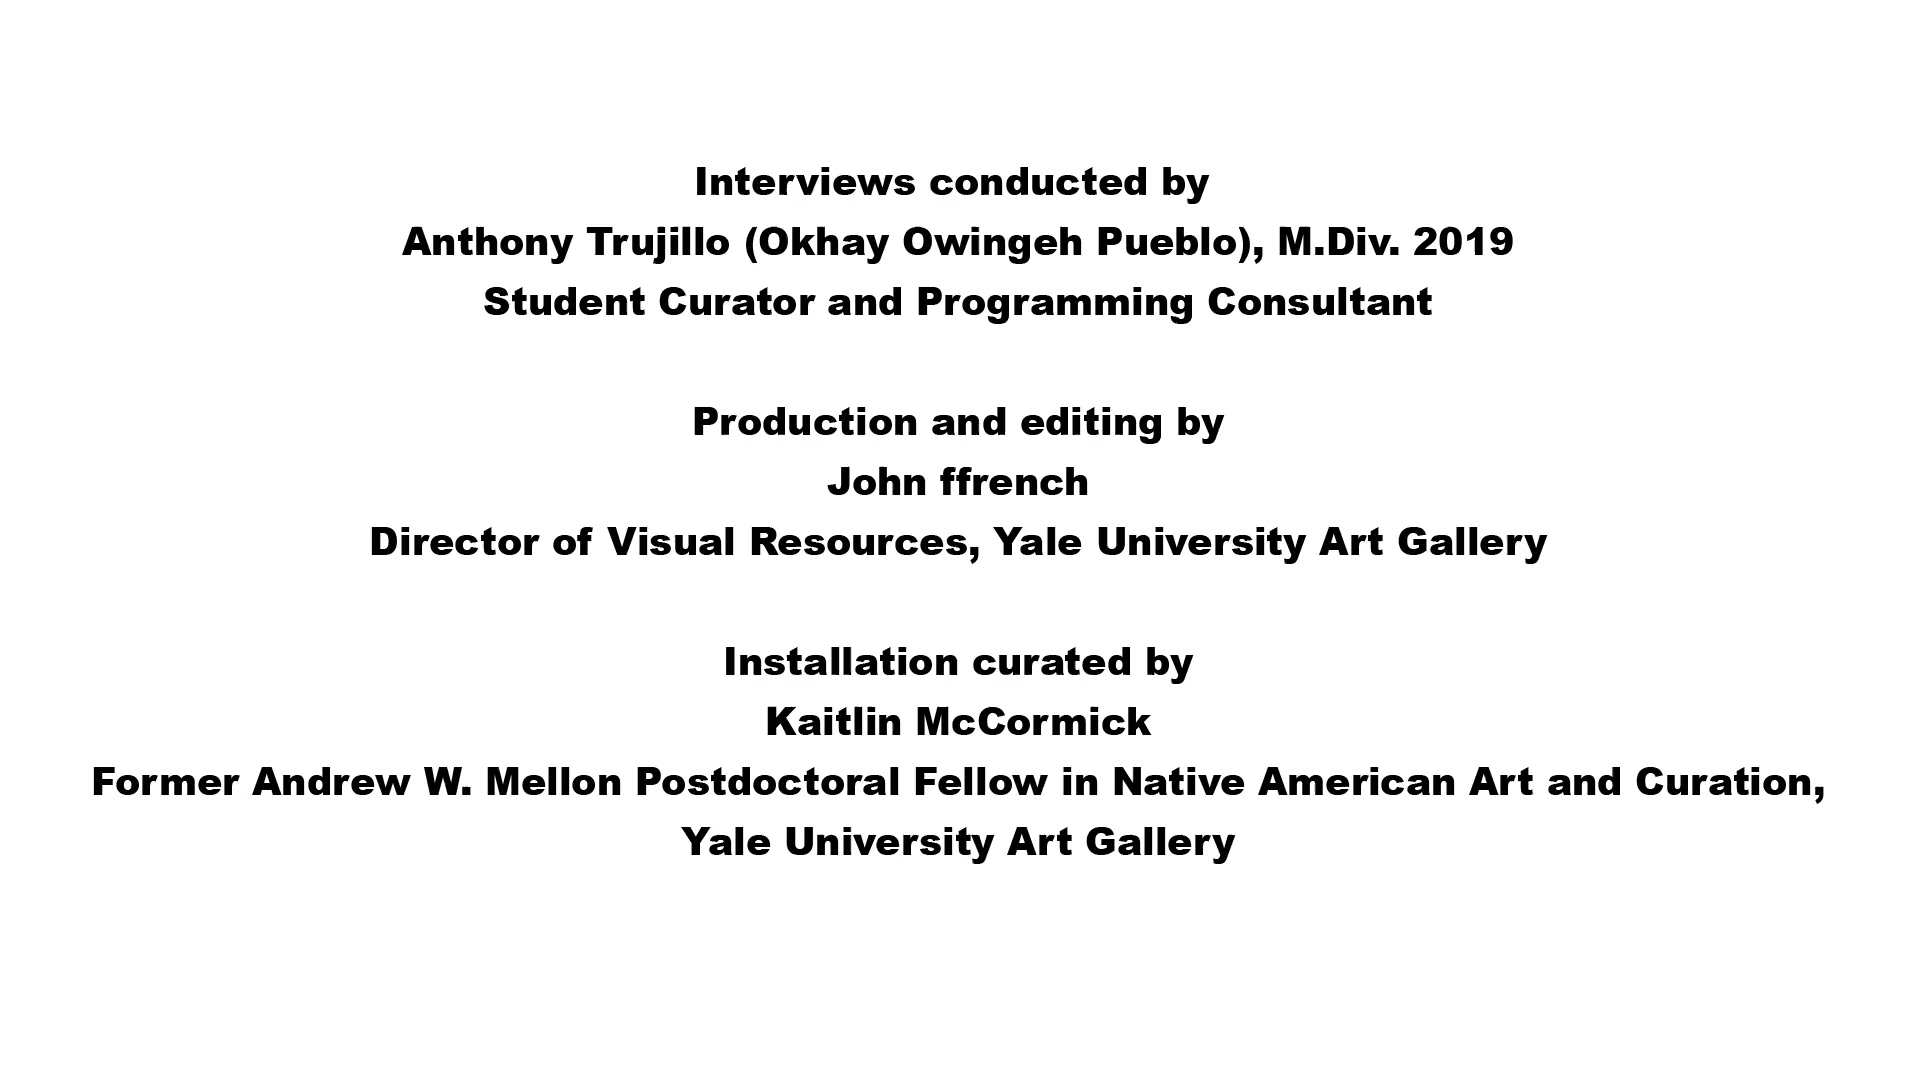 Interviews conducted by
Anthony Trujillo (Okhay Owingeh Pueblo), M.Div. 2019
Student Curator and Programming Consultant
Production and editing by
John ffrench
Director of Visual Resources, Yale University Art Gallery
Installation curated by
Kaitlin McCormick
Former Andrew W. Mellon Postdoctoral Fellow in Native American Art and Curation,
Yale University Art Gallery